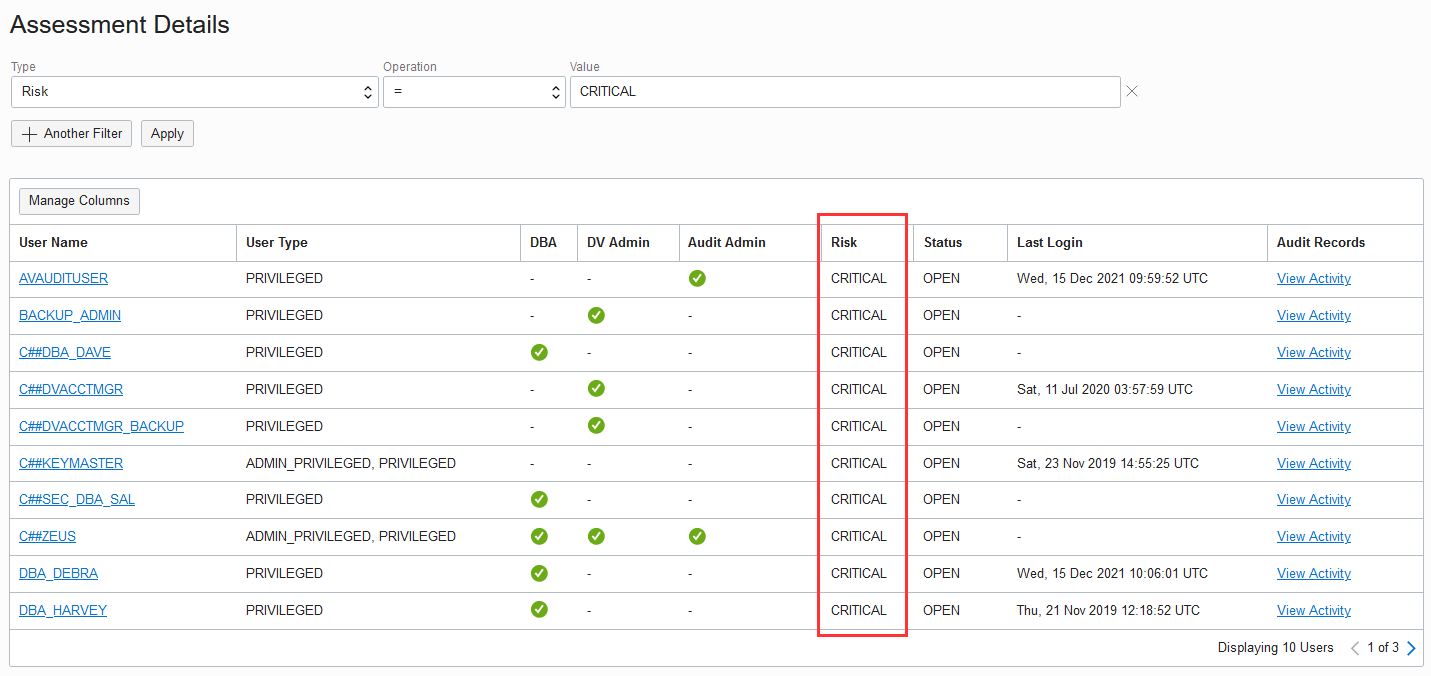 Assessment Details
Type Operation Value
Risk = CRITICAL
Another Filter Apply
Manage Columns
User Name User Type DBA DV Admin Audit Admin Risk Status Last Login Audit Records
AVAUDITUSER PRIVILEGED - - CRITICAL OPEN Wed, 15 Dec 2021 09:59:52 UTC View Activity
BACKUP_ADMIN PRIVILEGED - - CRITICAL OPEN - View Activity
C##DBA_DAVE PRIVILEGED - - CRITICAL OPEN - View Activity
C##DVACCTMGR PRIVILEGED - - CRITICAL OPEN Sat, 11 Jul 2020 03:57:59 UTC View Activity
C##DVACCTMGR_BACKUP PRIVILEGED - - CRITICAL OPEN - View Activity
C##KEYMASTER ADMIN_PRIVILEGED, PRIVILEGED - - - CRITICAL OPEN Sat, 23 Nov 2019 14:55:25 UTC View Activity
C##SEC_DBA_SAL PRIVILEGED - - CRITICAL OPEN - View Activity
C##ZEUS ADMIN_PRIVILEGED, PRIVILEGED CRITICAL OPEN - View Activity
DBA_DEBRA PRIVILEGED - - CRITICAL OPEN Wed, 15 Dec 2021 10:06:01 UTC View Activity
DBA_HARVEY PRIVILEGED - - CRITICAL OPEN Thu, 21 Nov 2019 12:18:52 UTC View Activity
Displaying 10 Users 1 of 3